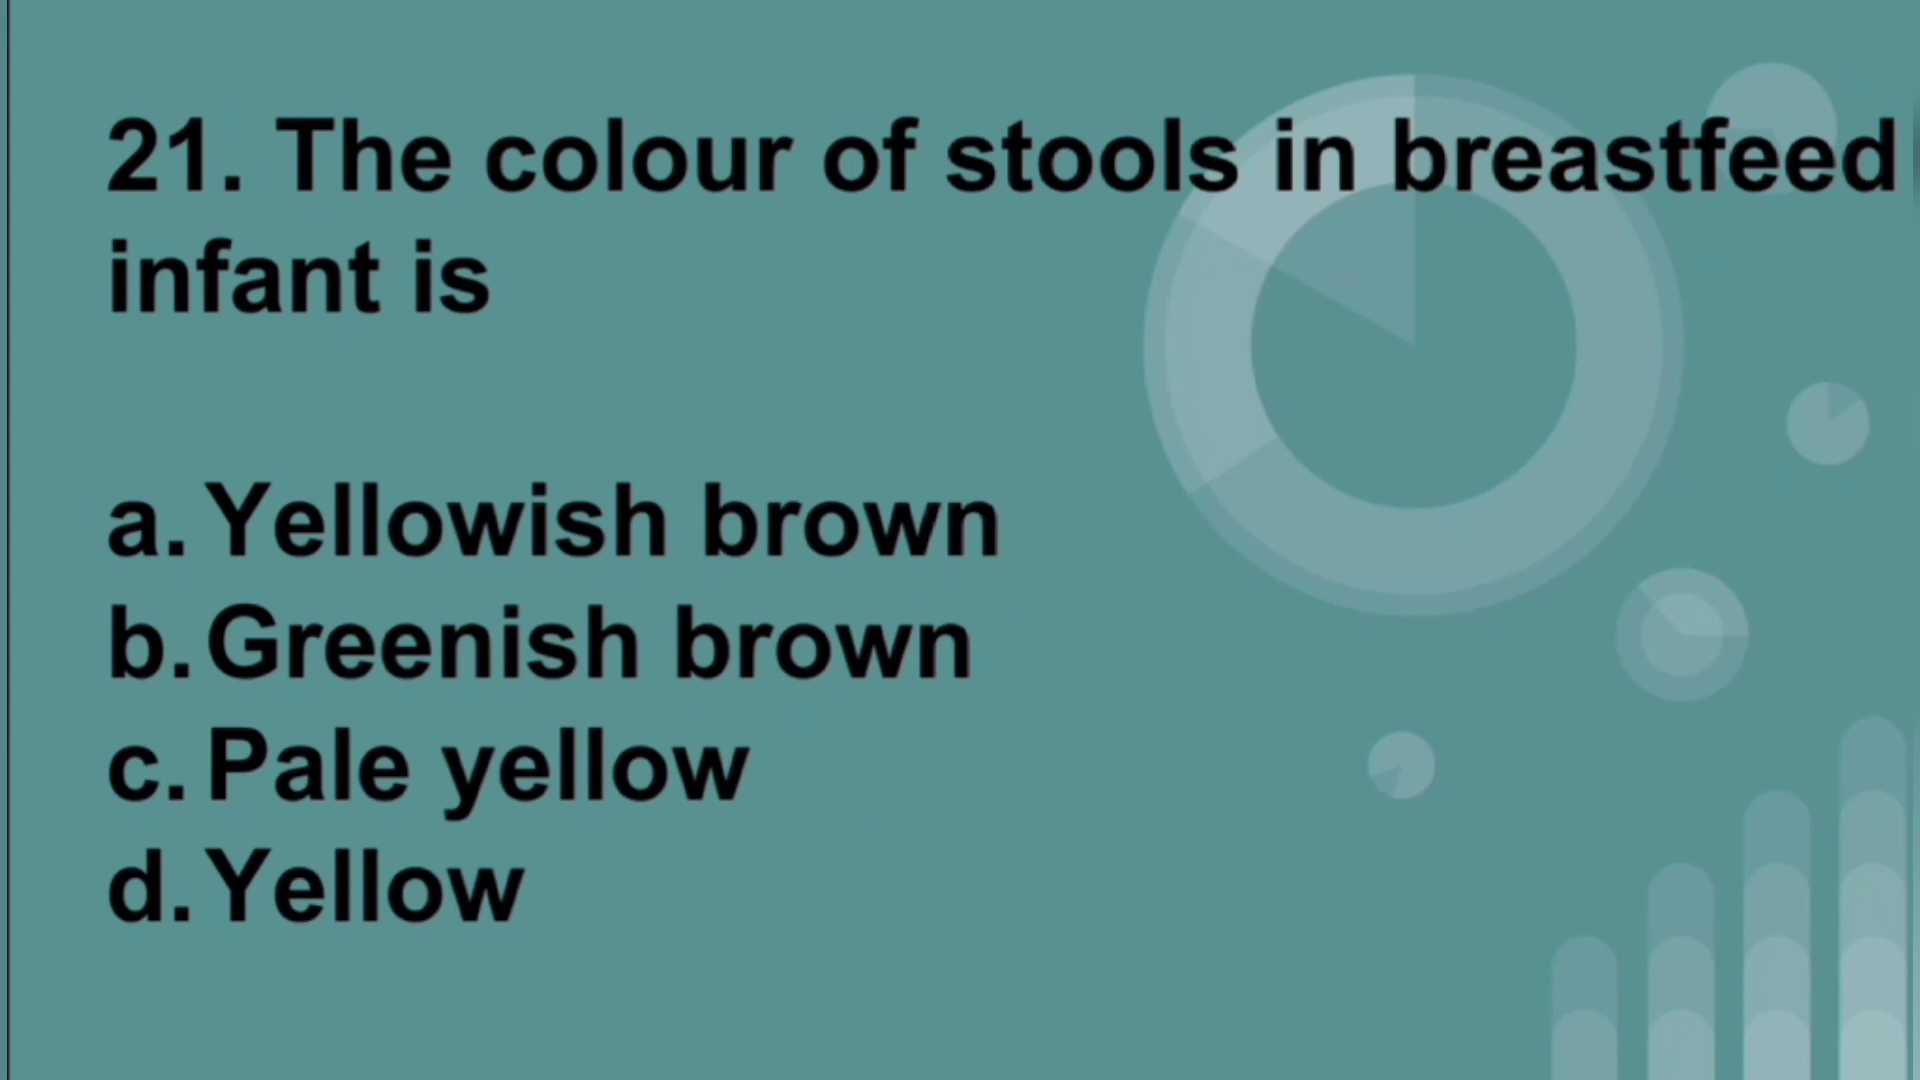 21. The colour of stools in breastfeed
infant is
a. Yellowish brown
b. Greenish brown
c. Pale yellow
d. Yellow